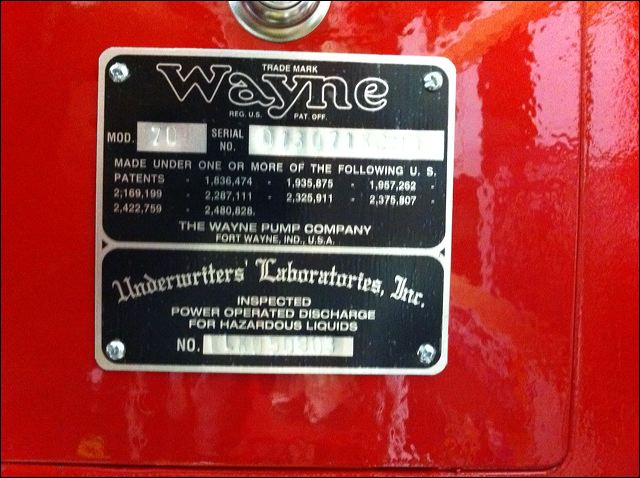 TRADE MARK
Wayne
REG. U.S. PAT. OFF.
MOD. 70 SERIAL NO.
MADE UNDER ONE OR MORE OF THE FOLLOWING U. S.
PATENTS - 1,836,474 - 1,935,875 - 1,957,262 -
2,169,199 - 2,287,111 - 2,325,911 - 2,375,807 -
2,422,759 - 2,480,828.
THE WAYNE PUMP COMPANY
FORT WAYNE, IND., U.S.A.
Underwriters' Laboratories, Inc.
INSPECTED
POWER OPERATED DISCHARGE
FOR HAZARDOUS LIQUIDS
NO.